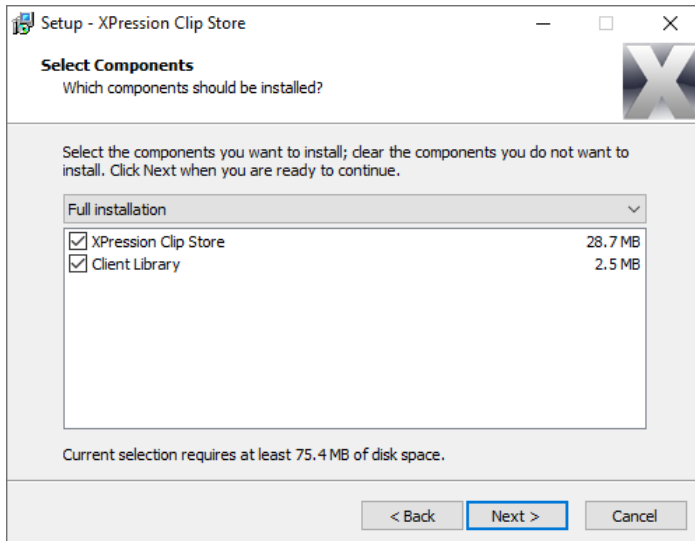 Setup - XPression Clip Store
Select Components
Which components should be installed?
Select the components you want to install; clear the components you do not want to
install. Click Next when you are ready to continue.
Full installation
XPression Clip Store 28.7 MB
Client Library 2.5 MB
Current selection requires at least 75.4 MB of disk space.
< Back Next > Cancel